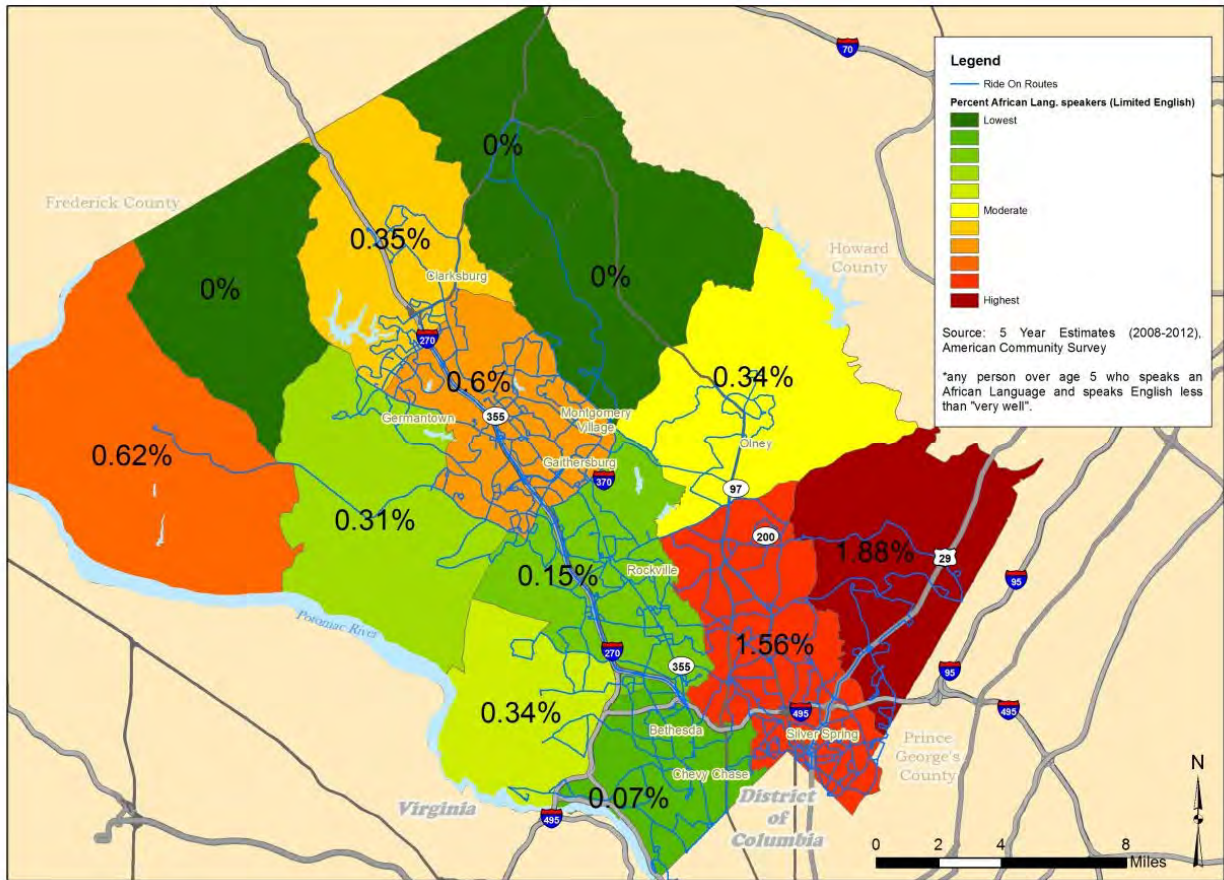 70
Legend
Ride On Routes
Percent African Lang. speakers (Limited English)
Lowest
Moderate
Highest
Source: 5 Year Estimates (2008-2012),
American Community Survey
*any person over age 5 who speaks an
African Language and speaks English less
than "very well".
0%
Frederick County
0.35%
Howard
County
Clarksburg
0%
0%
270
0.6%
0.34%
Germantown
355
Montgomery
Village
Olney
0.62%
Gaithersburg
370
97
0.31%
200
1.88%
29
95
0.15%
Rockville
Potomac River
1.56%
270
355
95
0.34%
495
495
Bethesda
Silver Spring
Prince
George's
County
Chevy Chase
N
0.07%
District
of
Columbia
Virginia
495
0 2 4 8
Miles